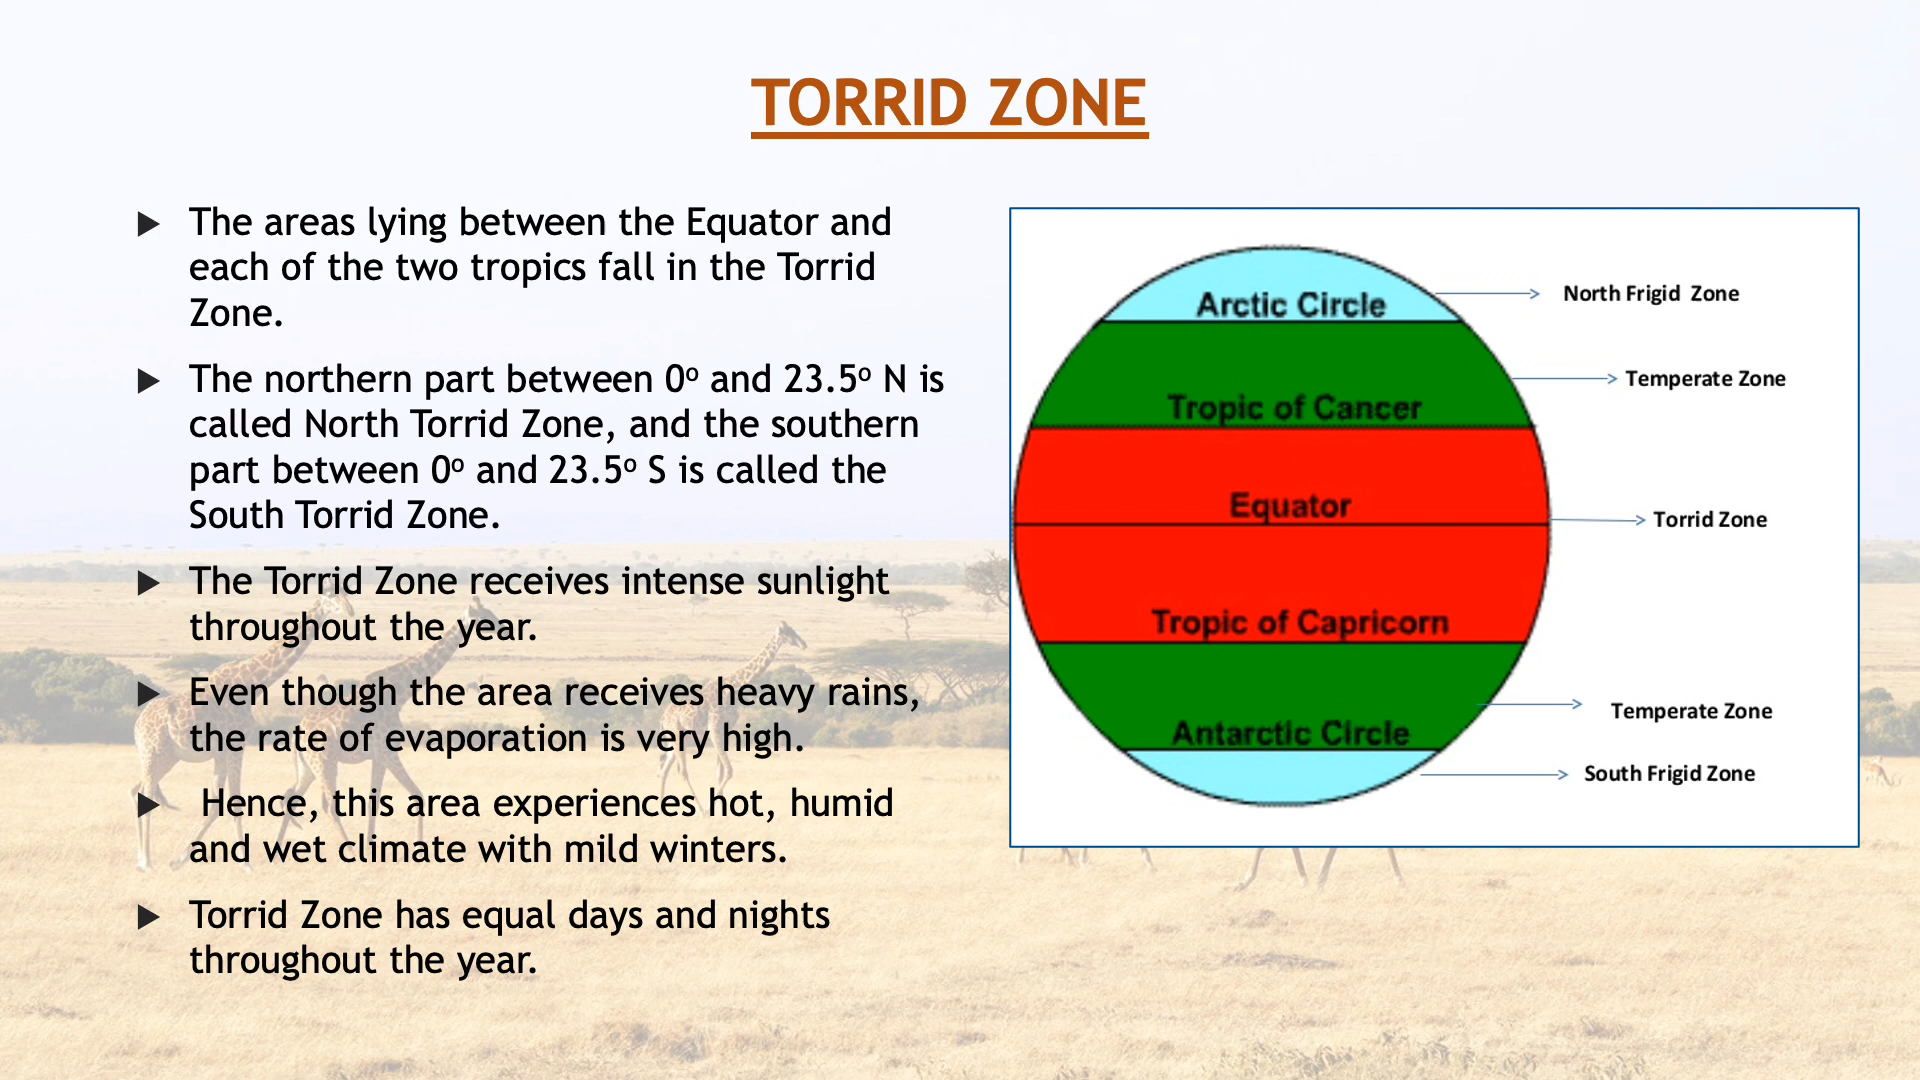 TORRID ZONE
The areas lying between the Equator and
each of the two tropics fall in the Torrid
Zone.
The northern part between 0º and 23.5º N is
called North Torrid Zone, and the southern
part between 0º and 23.5º S is called the
South Torrid Zone.
The Torrid Zone receives intense sunlight
throughout the year.
Even though the area receives heavy rains,
the rate of evaporation is very high.
Hence, this area experiences hot, humid
and wet climate with mild winters.
Torrid Zone has equal days and nights
throughout the year.
Arctic Circle
North Frigid Zone
Temperate Zone
Tropic of Cancer
Equator
Torrid Zone
Tropic of Capricorn
Temperate Zone
Antarctic Circle
South Frigid Zone